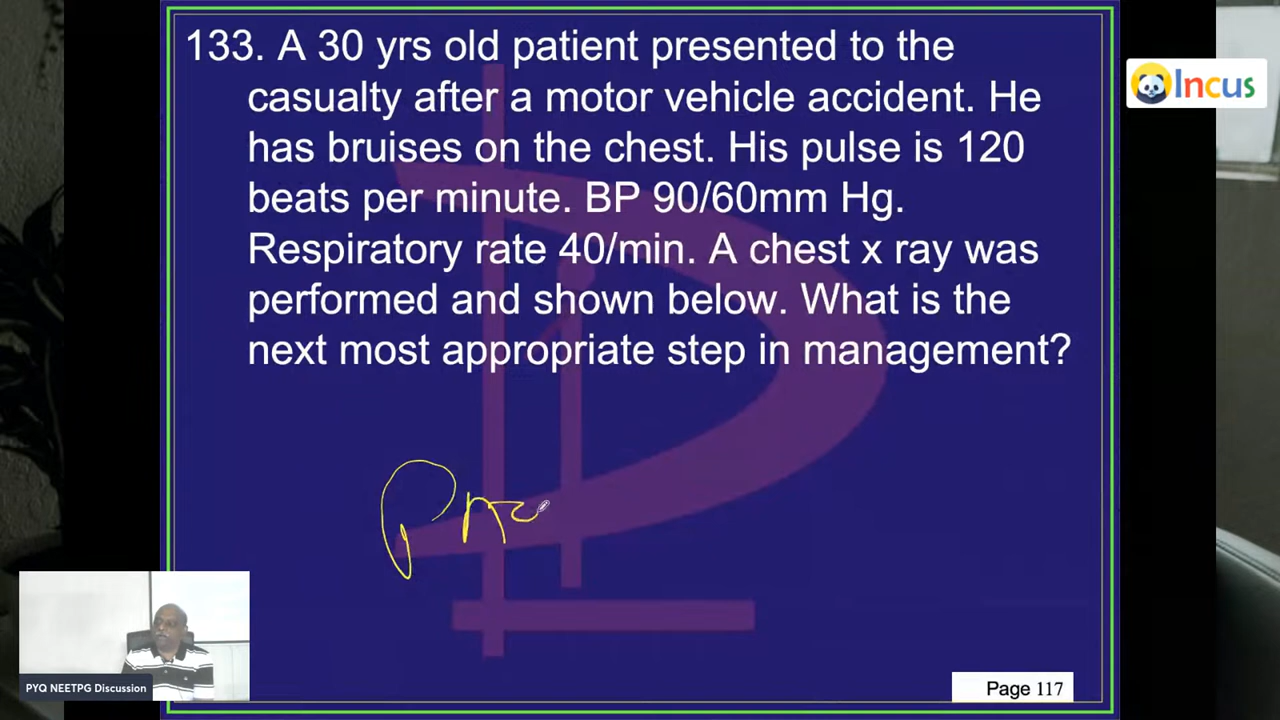 133. A 30 yrs old patient presented to the
casualty after a motor vehicle accident. He
has bruises on the chest. His pulse is 120
beats per minute. BP 90/60mm Hg.
Respiratory rate 40/min. A chest x ray was
performed and shown below. What is the
next most appropriate step in management?
Incus
PYQ NEETPG Discussion
Page 117